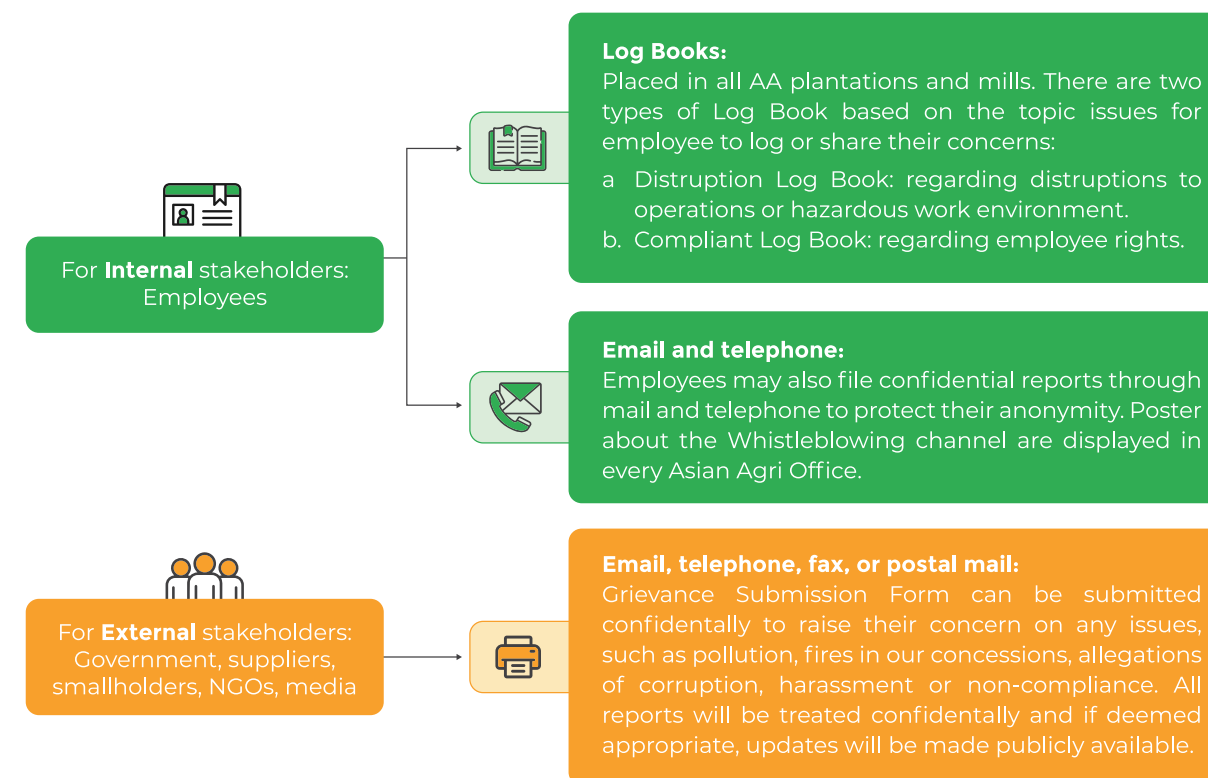 For Internal stakeholders:
Employees
Log Books:
Placed in all AA plantations and mills. There are two
types of Log Book based on the topic issues for
employee to log or share their concerns:
a Distruption Log Book: regarding distruptions to
operations or hazardous work environment.
b. Compliant Log Book: regarding employee rights.
Email and telephone:
Employees may also file confidential reports through
mail and telephone to protect their anonymity. Poster
about the Whistleblowing channel are displayed in
every Asian Agri Office.
For External stakeholders:
Government, suppliers,
smallholders, NGOs, media
Email, telephone, fax, or postal mail:
Grievance Submission Form can be submitted
confidentally to raise their concern on any issues,
such as pollution, fires in our concessions, allegations
of corruption, harassment or non-compliance. All
reports will be treated confidentally and if deemed
appropriate, updates will be made publicly available.